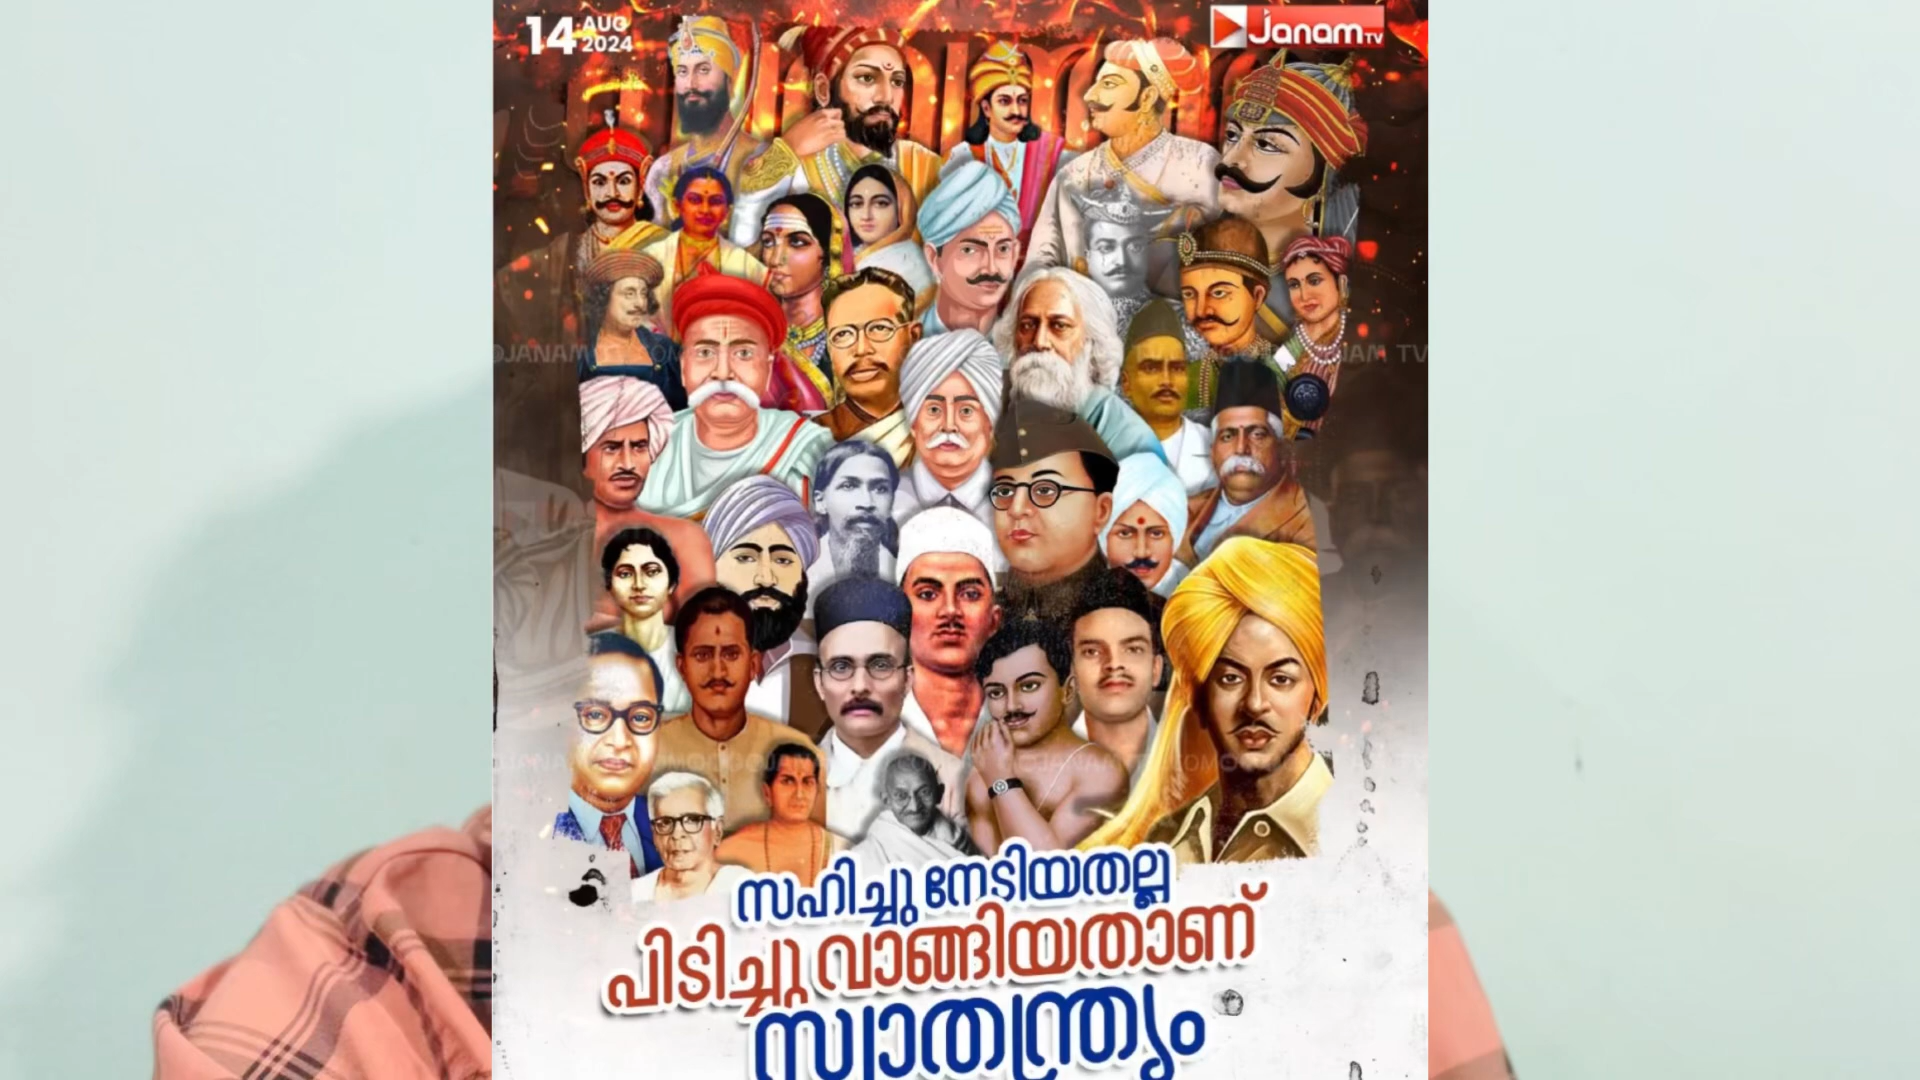 14 AUG
2024
Janam TV
സഹിച്ചു നേടിയതല്ല
പിടിച്ചു വാങ്ങിയതാണ്
സ്വാതന്ത്ര്യം